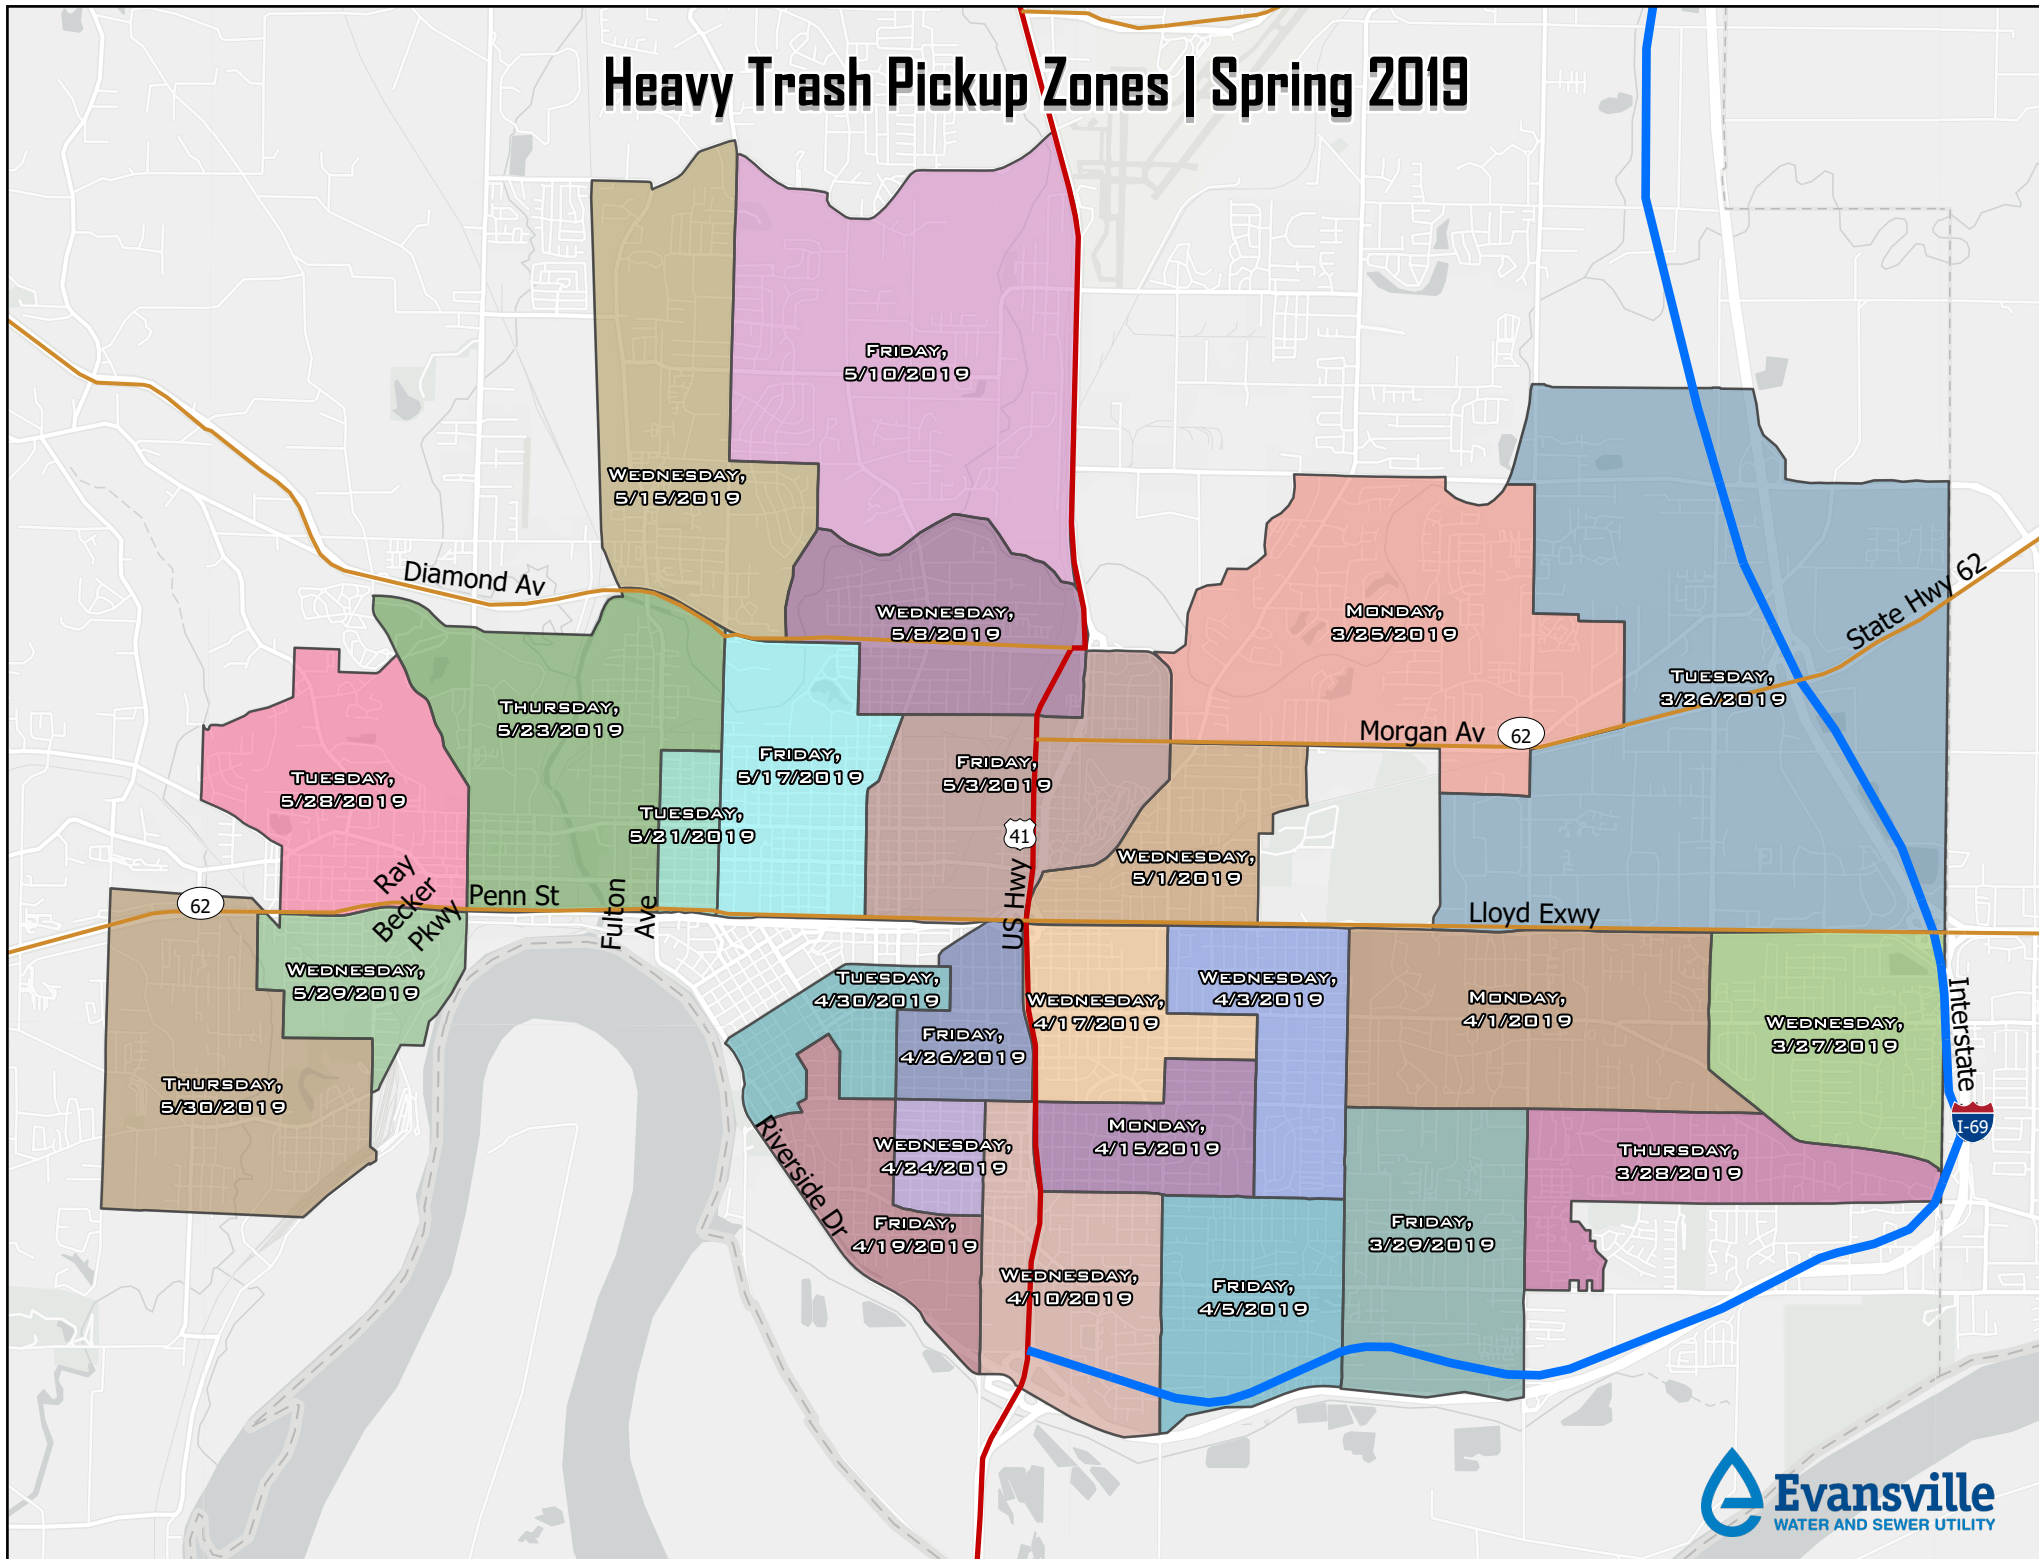 Heavy Trash Pickup Zones | Spring 2019
Friday,
5/10/2019
Wednesday,
5/15/2019
Diamond Av
Wednesday,
5/8/2019
Monday,
3/25/2019
State Hwy 62
Tuesday,
3/26/2019
Thursday,
5/23/2019
Morgan Av
62
Tuesday,
5/28/2019
Friday,
5/17/2019
Friday,
5/3/2019
Tuesday,
5/21/2019
41
US Hwy
Wednesday,
5/1/2019
62
Ray
Becker
Pkwy
Penn St
Fulton
Ave
Lloyd Exwy
Wednesday,
5/29/2019
Tuesday,
4/30/2019
Wednesday,
4/17/2019
Wednesday,
4/3/2019
Monday,
4/1/2019
Wednesday,
3/27/2019
Interstate
I-69
Friday,
4/26/2019
Thursday,
5/30/2019
Riverside Dr
Wednesday,
4/24/2019
Monday,
4/15/2019
Thursday,
3/28/2019
Friday,
4/19/2019
Friday,
3/29/2019
Wednesday,
4/10/2019
Friday,
4/5/2019
Evansville
WATER AND SEWER UTILITY